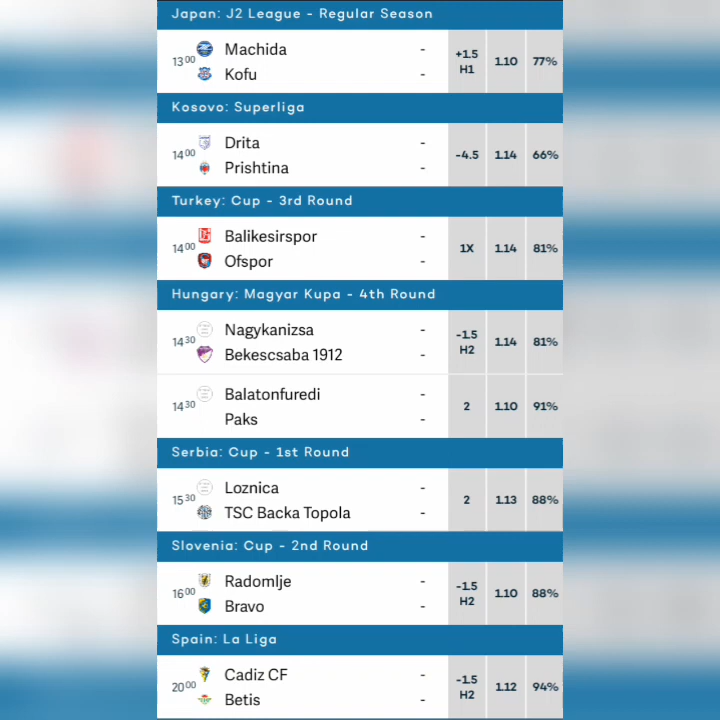 Japan: J2 League - Regular Season
13 00
Machida -
Kofu -
+1.5 H1 1.10 77%
Kosovo: Superliga
14 00
Drita -
Prishtina -
-4.5 1.14 66%
Turkey: Cup - 3rd Round
14 00
Balikesirspor -
Ofspor -
1X 1.14 81%
Hungary: Magyar Kupa - 4th Round
14 30
Nagykanizsa -
Bekescsaba 1912 -
-1.5 H2 1.14 81%
14 30
Balatonfuredi -
Paks -
2 1.10 91%
Serbia: Cup - 1st Round
15 30
Loznica -
TSC Backa Topola -
2 1.13 88%
Slovenia: Cup - 2nd Round
16 00
Radomlje -
Bravo -
-1.5 H2 1.10 88%
Spain: La Liga
20 00
Cadiz CF -
Betis -
-1.5 H2 1.12 94%